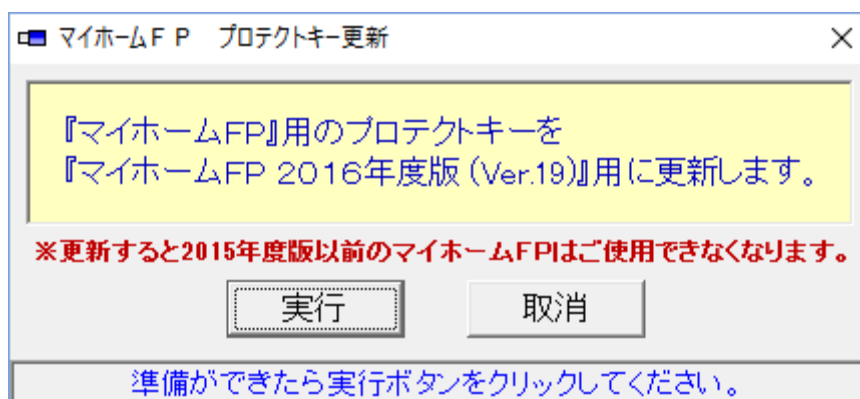 マイホームＦＰ　プロテクトキー更新
『マイホームFP』用のプロテクトキーを
『マイホームFP 2016年度版 (Ver.19)』用に更新します。
※更新すると2015年度版以前のマイホームFPはご使用できなくなります。
実行
取消
準備ができたら実行ボタンをクリックしてください。